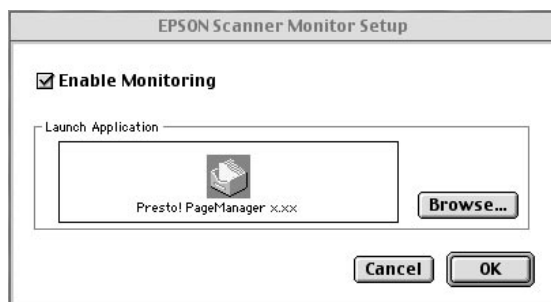 EPSON Scanner Monitor Setup
Enable Monitoring
Launch Application
Presto! PageManager x.xx
Browse...
Cancel OK